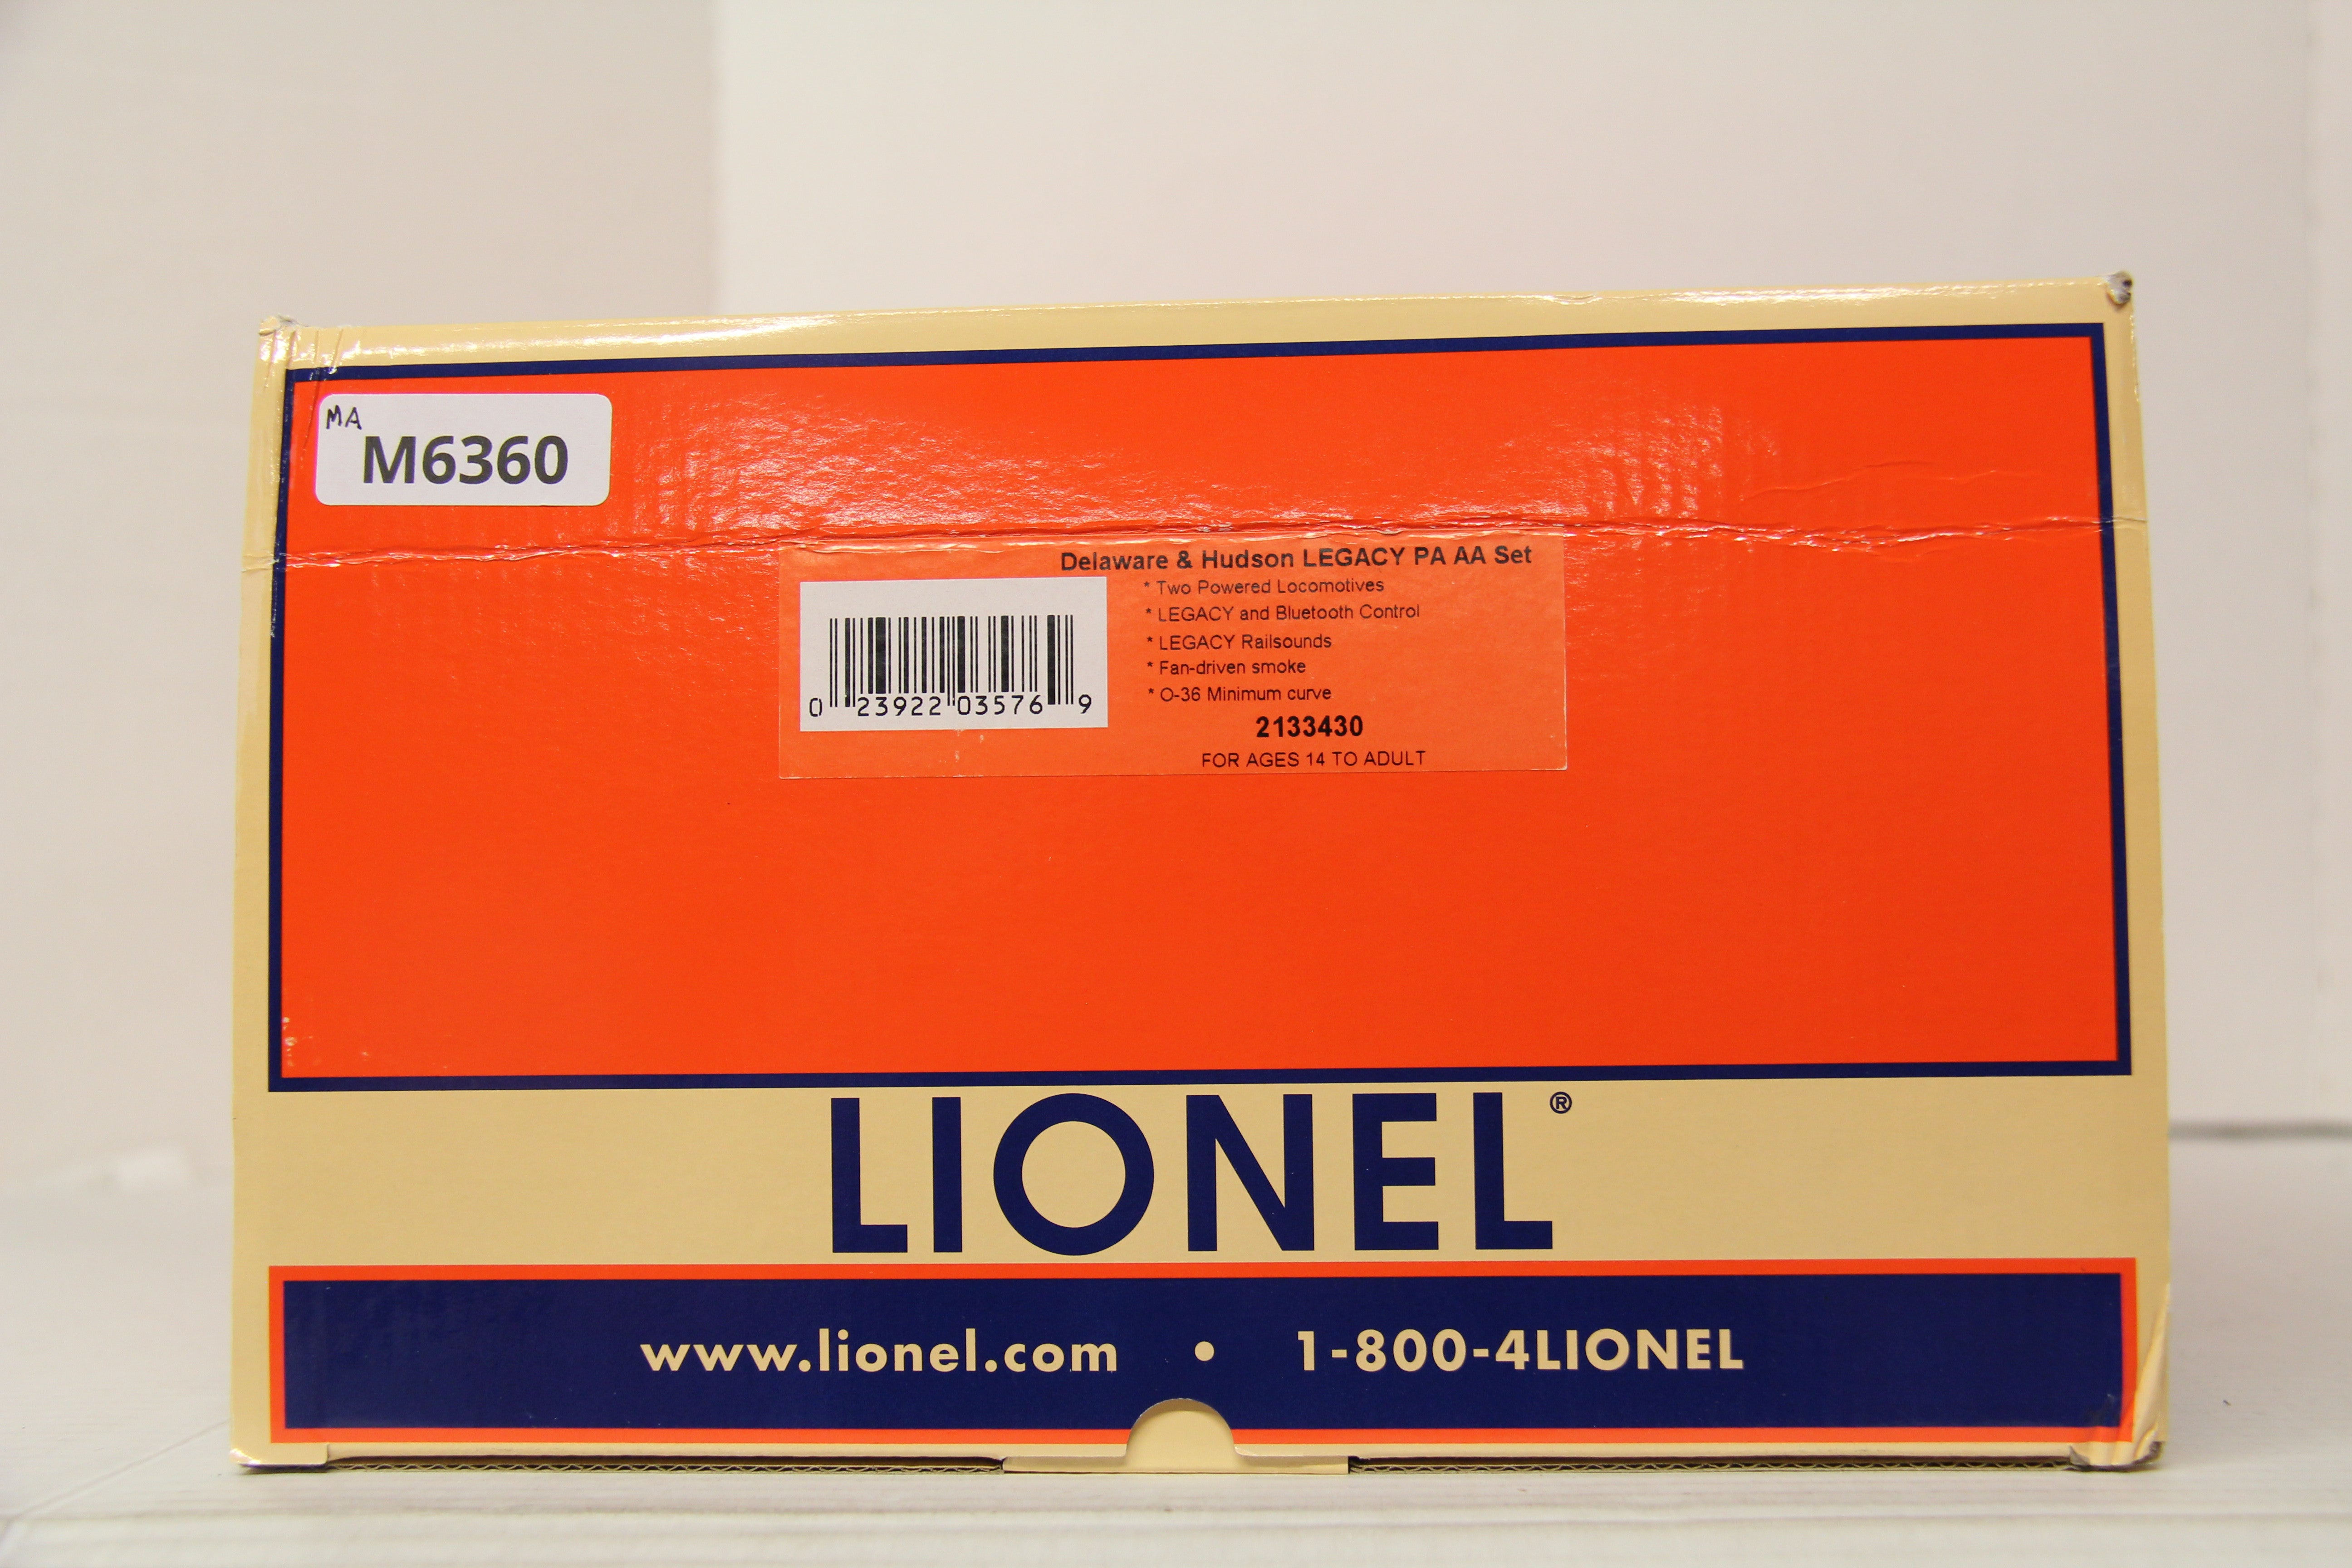 MA
M6360
Delaware & Hudson LEGACY PA AA Set
* Two Powered Locomotives
* LEGACY and Bluetooth Control
* LEGACY Railsounds
* Fan-driven smoke
* O-36 Minimum curve
0 23922 03576 9
2133430
FOR AGES 14 TO ADULT
LIONEL®
www.lionel.com • 1-800-4LIONEL